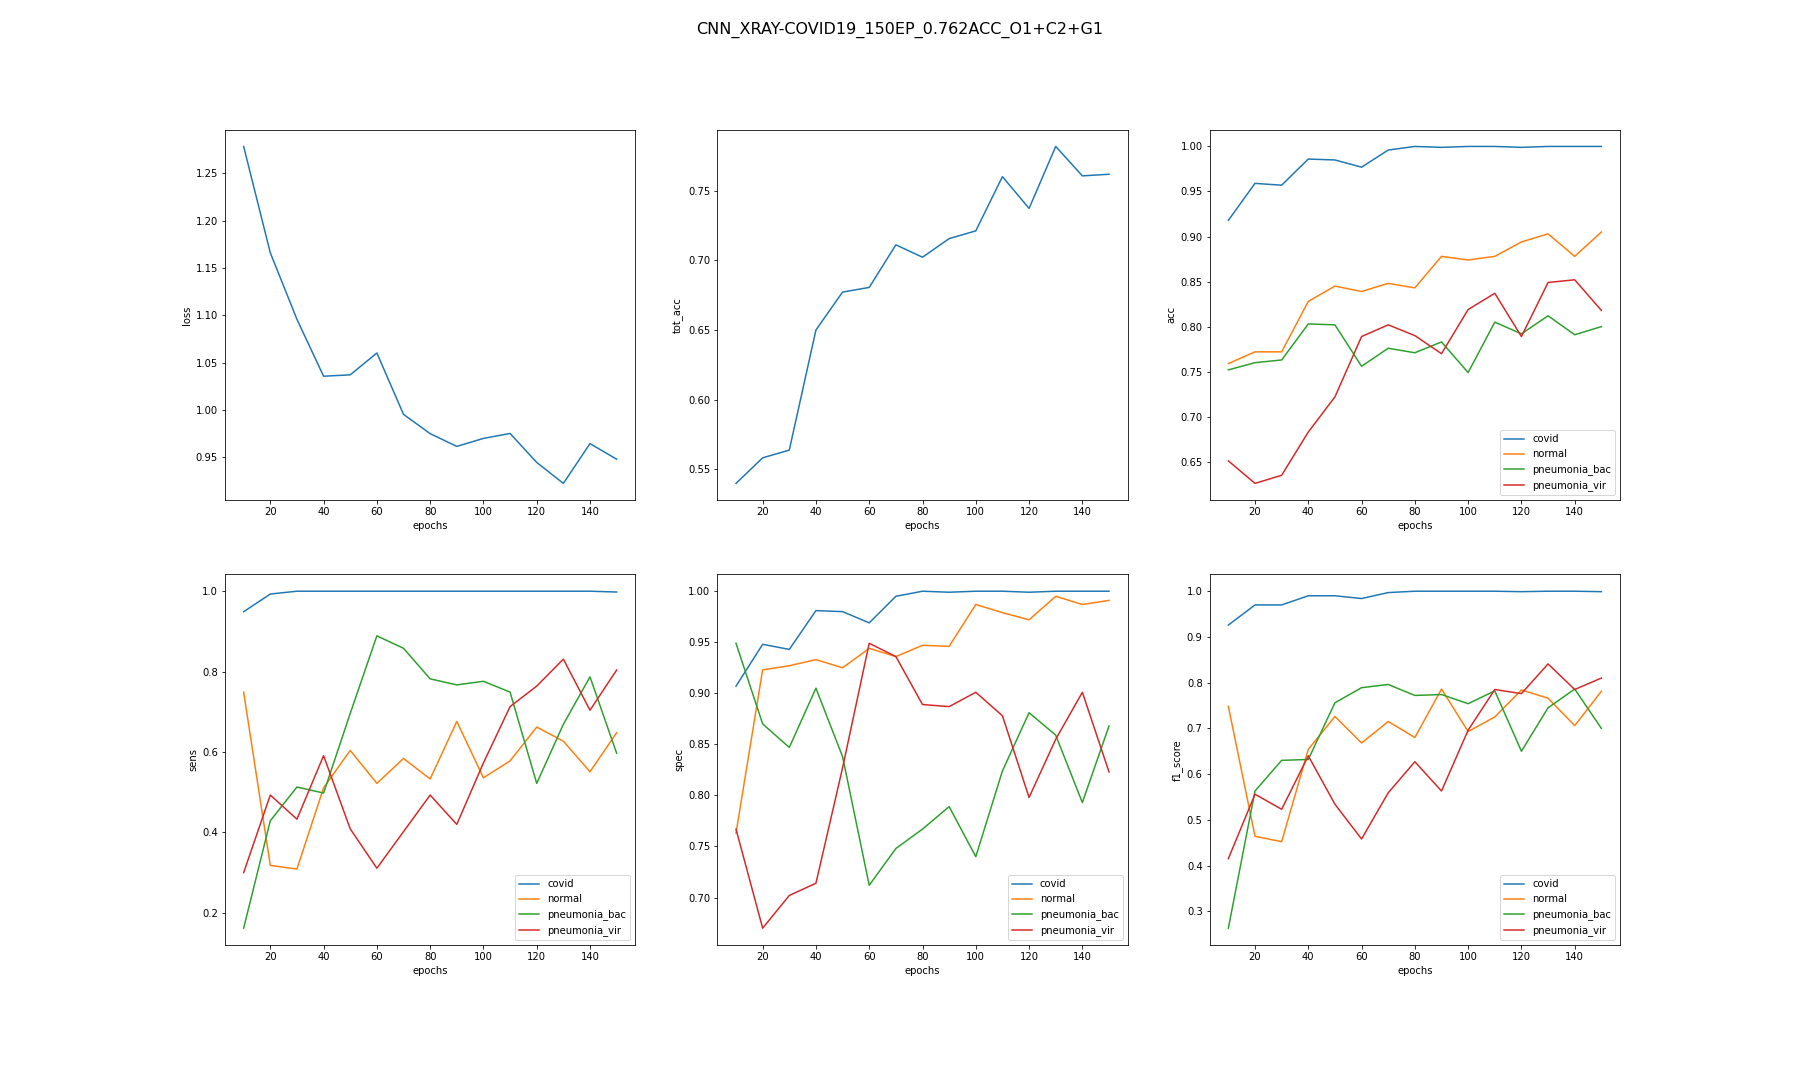 CNN_XRAY-COVID19_150EP_0.762ACC_O1+C2+G1
loss
1.25
1.20
1.15
1.10
1.05
1.00
0.95
20 40 60 80 100 120 140
epochs
tot_acc
0.75
0.70
0.65
0.60
0.55
20 40 60 80 100 120 140
epochs
acc
1.00
0.95
0.90
0.85
0.80
0.75
0.70
0.65
covid
normal
pneumonia_bac
pneumonia_vir
20 40 60 80 100 120 140
epochs
sens
1.0
0.8
0.6
0.4
0.2
covid
normal
pneumonia_bac
pneumonia_vir
20 40 60 80 100 120 140
epochs
spec
1.00
0.95
0.90
0.85
0.80
0.75
0.70
covid
normal
pneumonia_bac
pneumonia_vir
20 40 60 80 100 120 140
epochs
f1_score
1.0
0.9
0.8
0.7
0.6
0.5
0.4
0.3
covid
normal
pneumonia_bac
pneumonia_vir
20 40 60 80 100 120 140
epochs